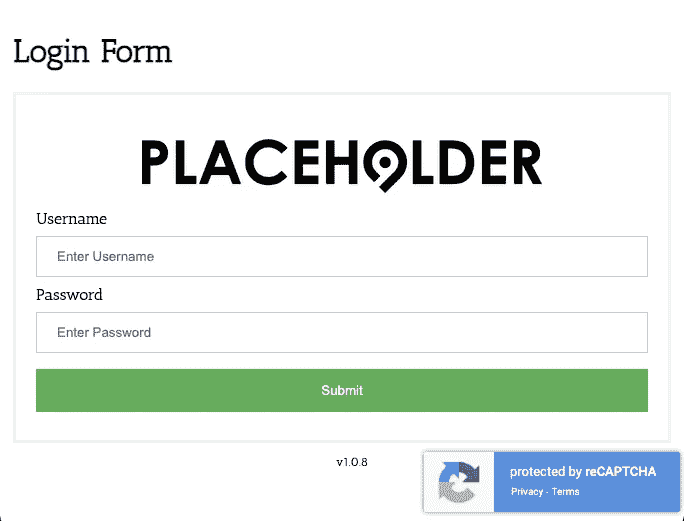 Login Form
PLACEHOLDER
Username
Enter Username
Password
Enter Password
Submit
v1.0.8
protected by reCAPTCHA
Privacy - Terms